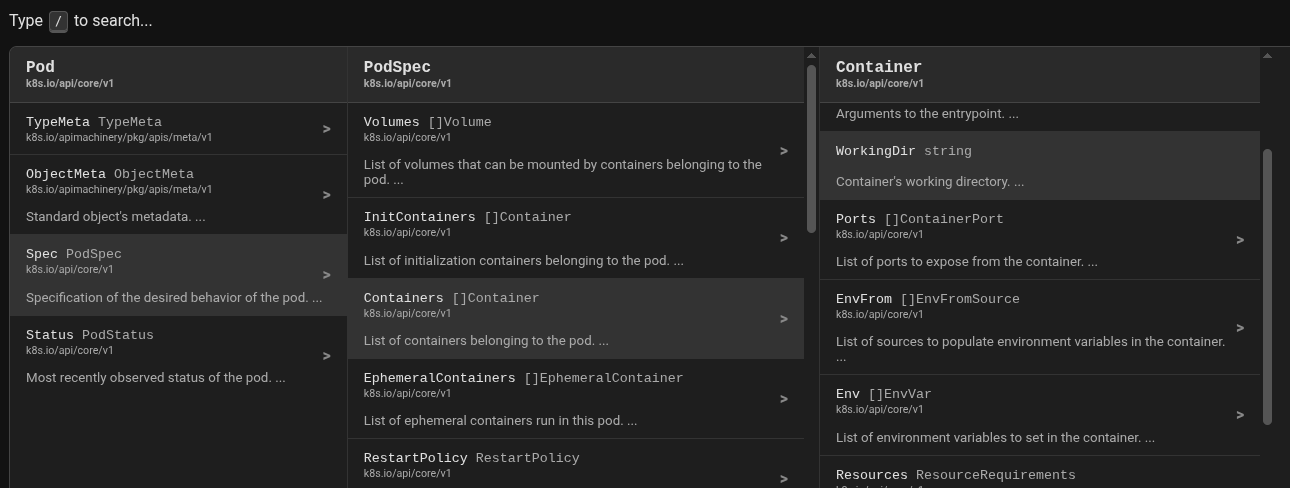 Type / to search...
Pod
k8s.io/api/core/v1
TypeMeta TypeMeta
k8s.io/apimachinery/pkg/apis/meta/v1
>
ObjectMeta ObjectMeta
k8s.io/apimachinery/pkg/apis/meta/v1
>
Standard object's metadata. ...
Spec PodSpec
k8s.io/api/core/v1
>
Specification of the desired behavior of the pod. ...
Status PodStatus
k8s.io/api/core/v1
>
Most recently observed status of the pod. ...
PodSpec
k8s.io/api/core/v1
Volumes []Volume
k8s.io/api/core/v1
>
List of volumes that can be mounted by containers belonging to the
pod. ...
InitContainers []Container
k8s.io/api/core/v1
>
List of initialization containers belonging to the pod. ...
Containers []Container
k8s.io/api/core/v1
>
List of containers belonging to the pod. ...
EphemeralContainers []EphemeralContainer
k8s.io/api/core/v1
>
List of ephemeral containers run in this pod. ...
RestartPolicy RestartPolicy
k8s.io/api/core/v1
>
Container
k8s.io/api/core/v1
Arguments to the entrypoint. ...
WorkingDir string
Container's working directory. ...
Ports []ContainerPort
k8s.io/api/core/v1
>
List of ports to expose from the container. ...
EnvFrom []EnvFromSource
k8s.io/api/core/v1
>
List of sources to populate environment variables in the container.
...
Env []EnvVar
k8s.io/api/core/v1
>
List of environment variables to set in the container. ...
Resources ResourceRequirements